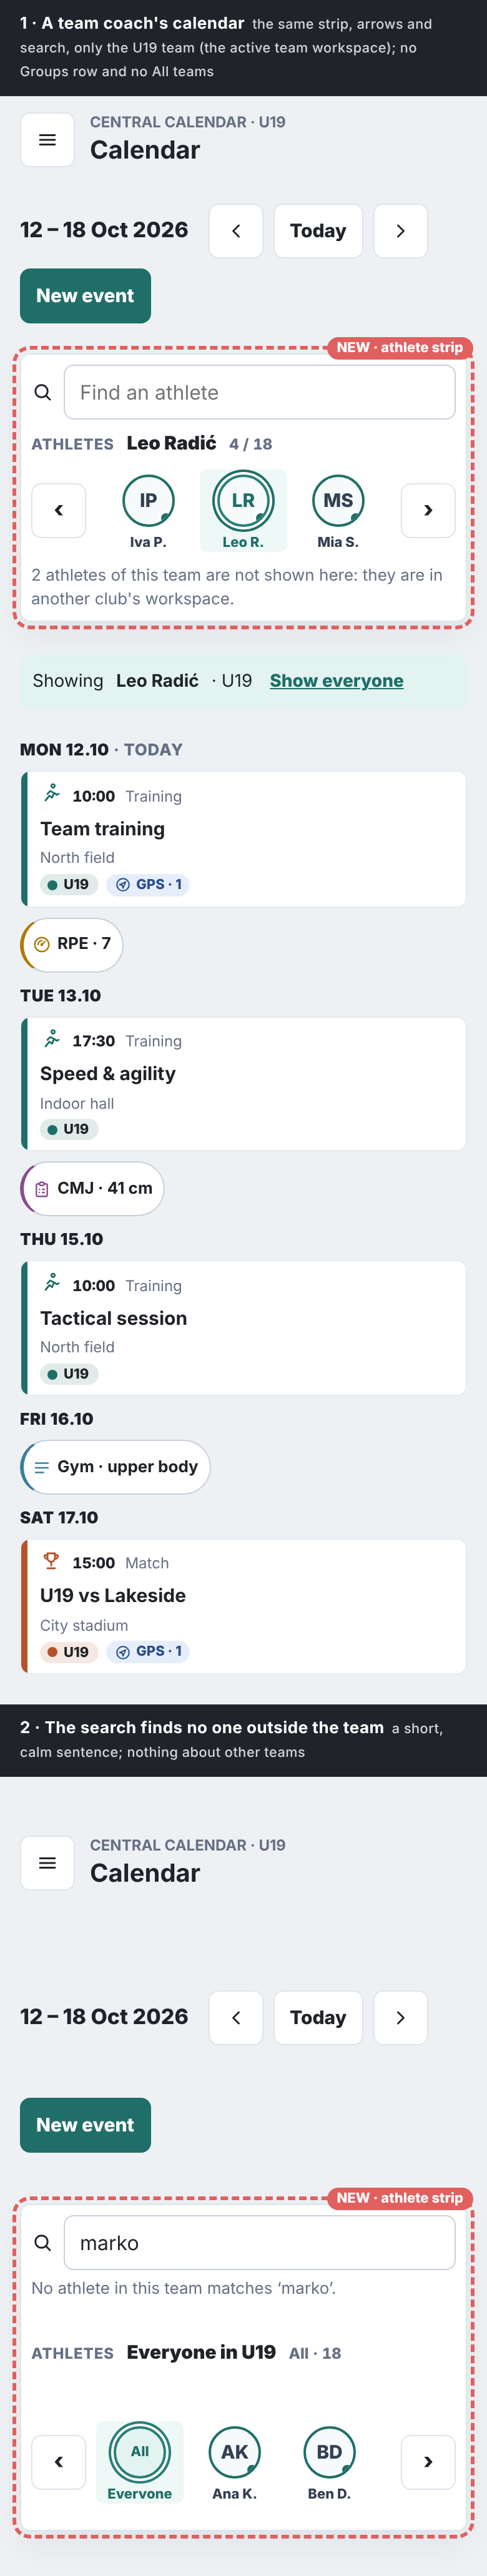 1 · A team coach's calendar the same strip, arrows and
search, only the U19 team (the active team workspace); no
Groups row and no All teams
CENTRAL CALENDAR · U19
Calendar
12 – 18 Oct 2026
Today
New event
NEW · athlete strip
Find an athlete
ATHLETES Leo Radić 4 / 18
IP LR MS
Iva P. Leo R. Mia S.
2 athletes of this team are not shown here: they are in
another club's workspace.
Showing Leo Radić · U19 Show everyone
MON 12.10 · TODAY
10:00 Training
Team training
North field
U19 GPS · 1
RPE · 7
TUE 13.10
17:30 Training
Speed & agility
Indoor hall
U19
CMJ · 41 cm
THU 15.10
10:00 Training
Tactical session
North field
U19
FRI 16.10
Gym · upper body
SAT 17.10
15:00 Match
U19 vs Lakeside
City stadium
U19 GPS · 1
2 · The search finds no one outside the team a short,
calm sentence; nothing about other teams
CENTRAL CALENDAR · U19
Calendar
12 – 18 Oct 2026
Today
New event
NEW · athlete strip
marko
No athlete in this team matches ‘marko’.
ATHLETES Everyone in U19 All · 18
All AK BD
Everyone Ana K. Ben D.